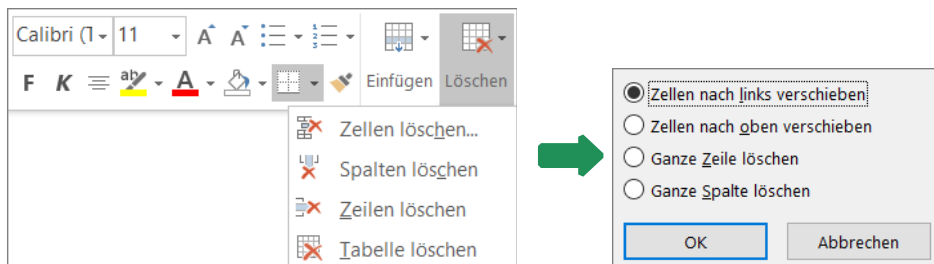 Calibri (T 11 A A
F K ab A Einfügen Löschen
Zellen löschen...
Spalten löschen
Zeilen löschen
Tabelle löschen
Zellen nach links verschieben
Zellen nach oben verschieben
Ganze Zeile löschen
Ganze Spalte löschen
OK Abbrechen